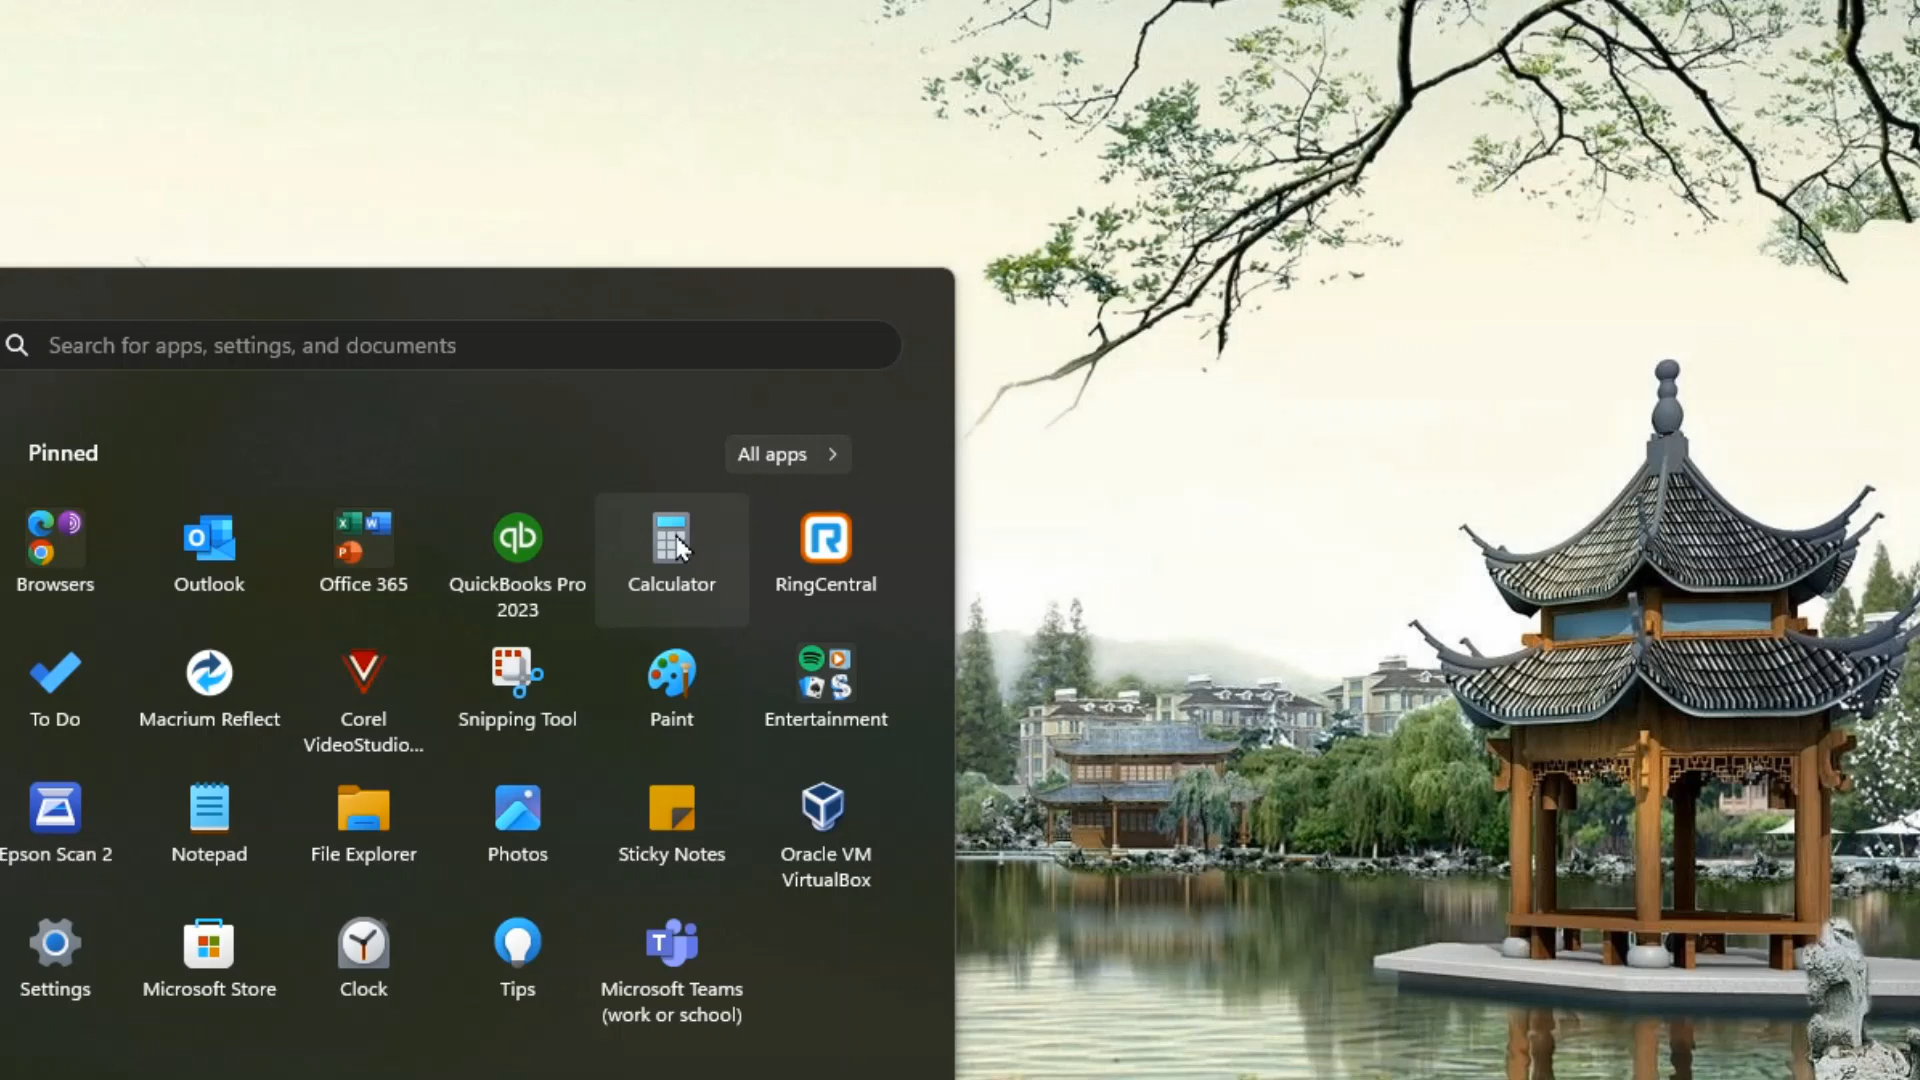 Search for apps, settings, and documents
Pinned
All apps
Browsers
Outlook
Office 365
QuickBooks Pro
2023
Calculator
RingCentral
To Do
Macrium Reflect
Corel
VideoStudio...
Snipping Tool
Paint
Entertainment
Epson Scan 2
Notepad
File Explorer
Photos
Sticky Notes
Oracle VM
VirtualBox
Settings
Microsoft Store
Clock
Tips
Microsoft Teams
(work or school)